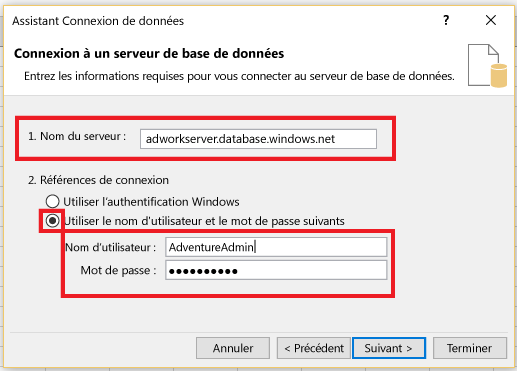 Assistant Connexion de données
?
Connexion à un serveur de base de données
Entrez les informations requises pour vous connecter au serveur de base de données.
1. Nom du serveur : adworkserver.database.windows.net
2. Références de connexion
Utiliser l'authentification Windows
Utiliser le nom d'utilisateur et le mot de passe suivants
Nom d'utilisateur : AdventureAdmin
Mot de passe : ●●●●●●●●●●
Annuler < Précédent Suivant > Terminer